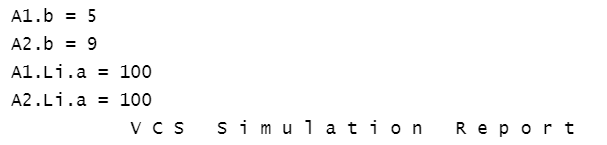 A1.b = 5
A2.b = 9
A1.Li.a = 100
A2.Li.a = 100
V C S   S i m u l a t i o n   R e p o r t